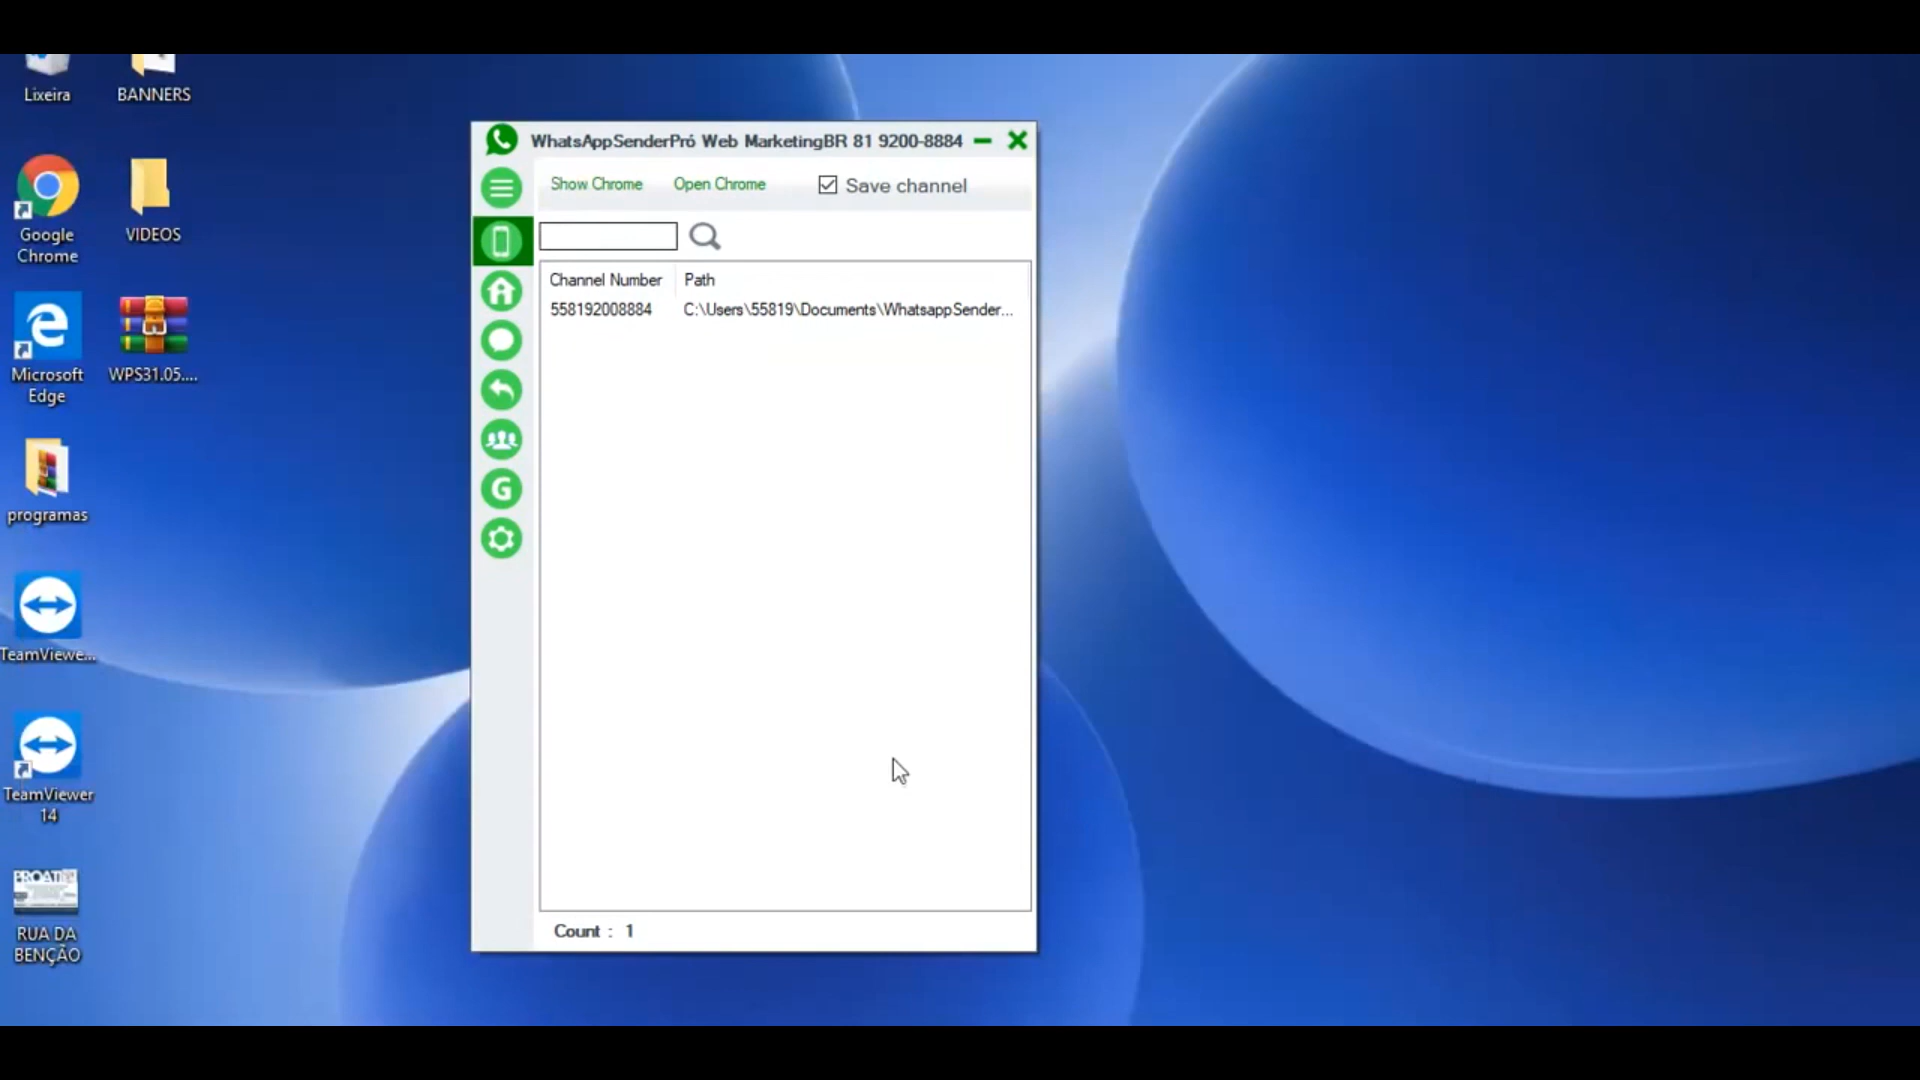 Lixeira
BANNERS
Google
Chrome
VIDEOS
Microsoft
Edge
WPS31.05....
programas
TeamViewe...
TeamViewer
14
PROATI
RUA DA
BENÇÃO
WhatsAppSenderPró Web MarketingBR 81 9200-8884
Show Chrome
Open Chrome
Save channel
Channel Number
Path
558192008884
C:\Users\55819\Documents\WhatsappSender...
G
Count : 1